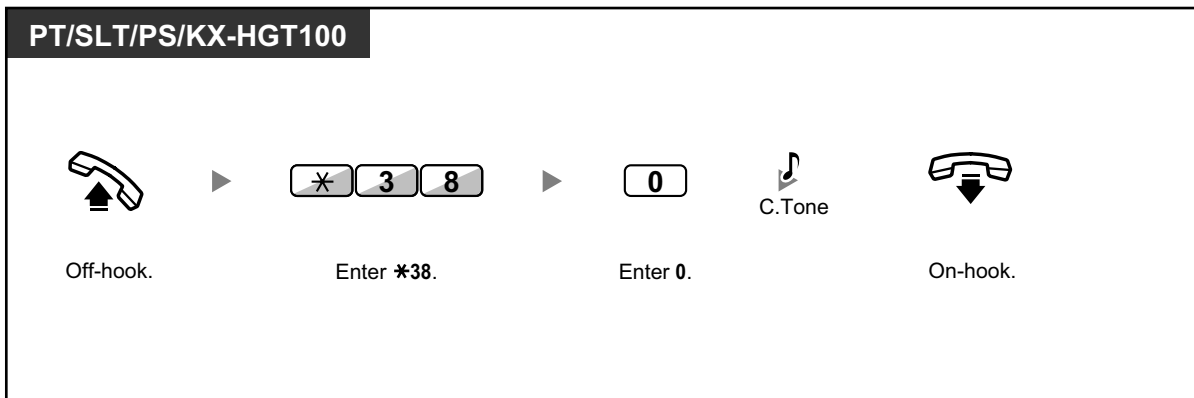 PT/SLT/PS/KX-HGT100
* 3 8 0
C.Tone
Off-hook. Enter *38. Enter 0. On-hook.